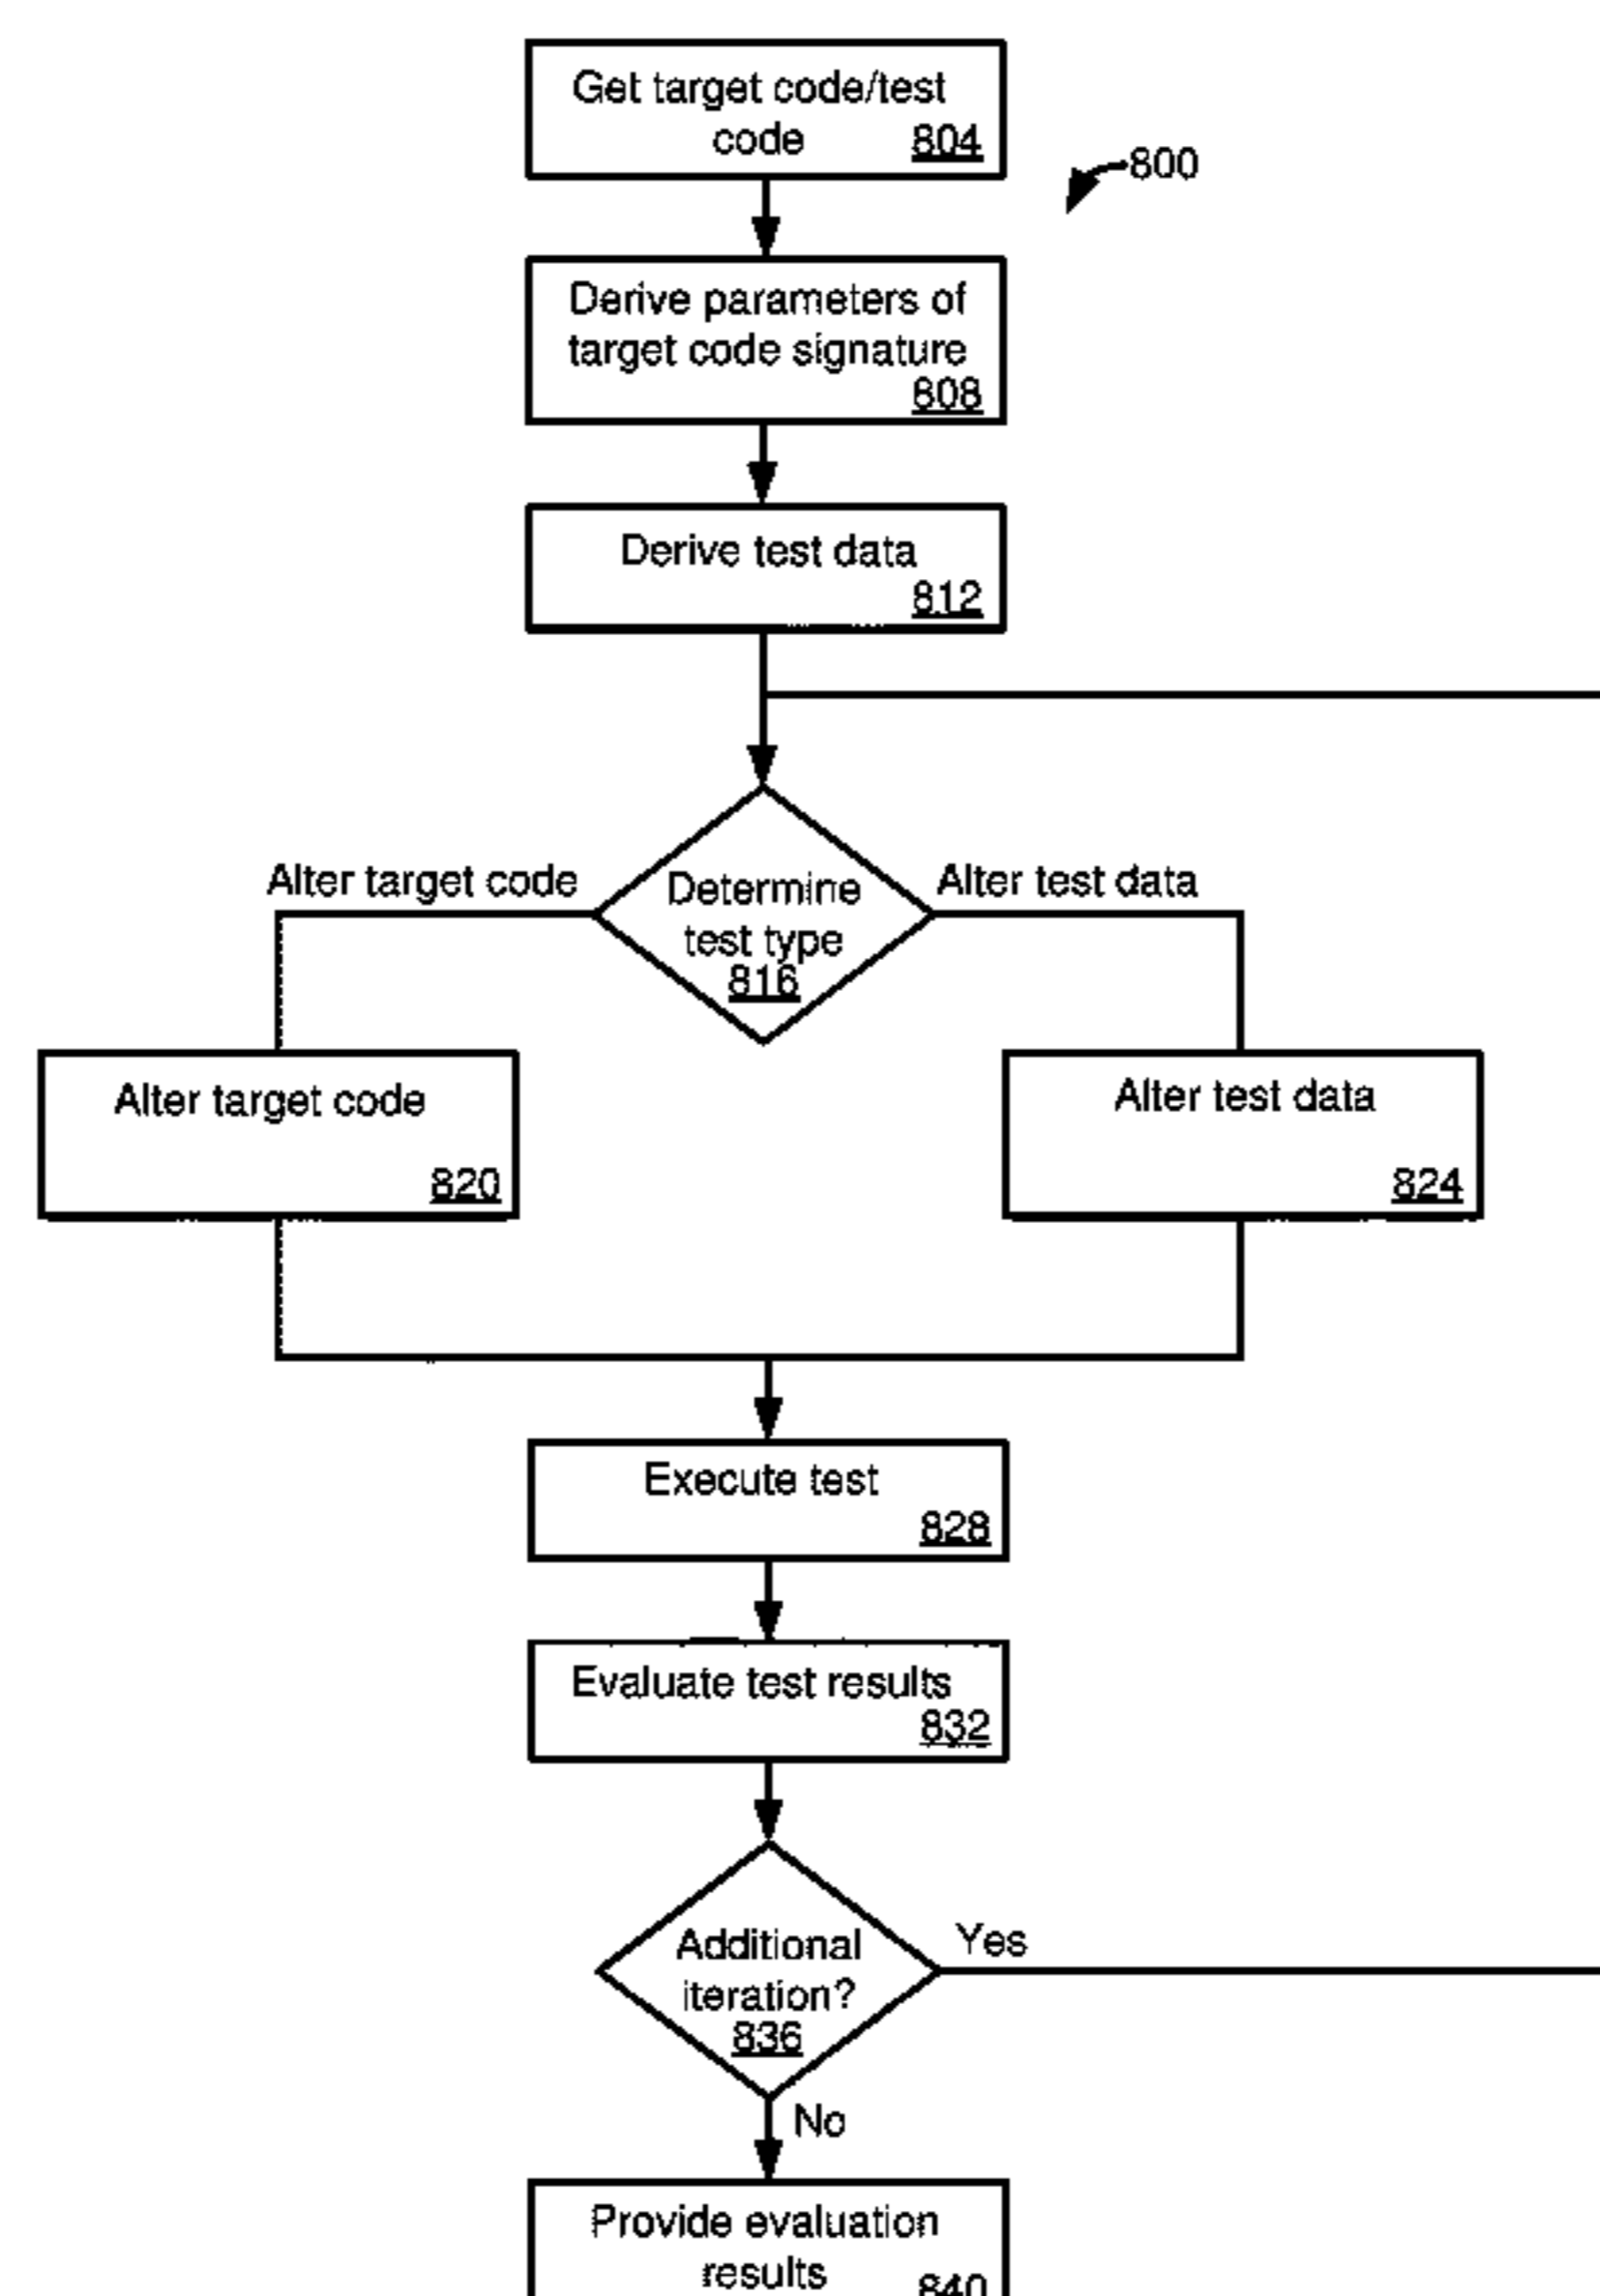 Get target code/test
code 804
800
Derive parameters of
target code signature
808
Derive test data
812
Alter target code
Determine
test type
816
Alter test data
Alter target code
820
Alter test data
824
Execute test
828
Evaluate test results
832
Additional
iteration?
836
Yes
No
Provide evaluation
results 840